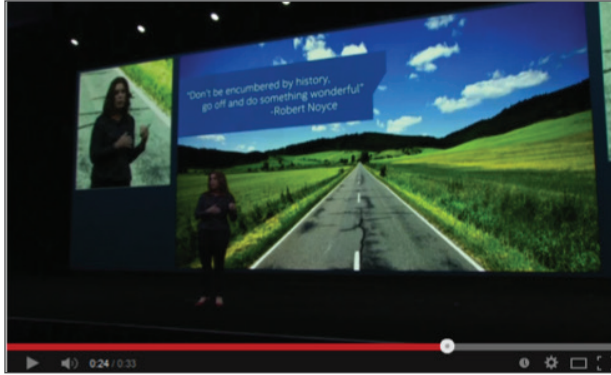 "Don't be encumbered by history,
go off and do something wonderful"
-Robert Noyce
0:24 / 0:33